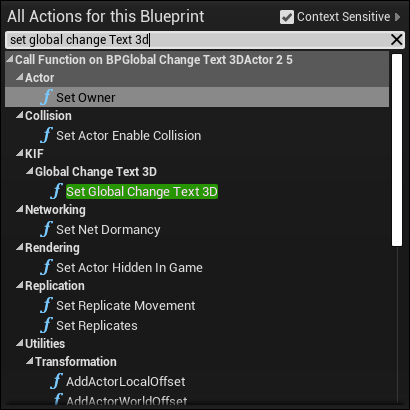 All Actions for this Blueprint
Context Sensitive
set global change Text 3d
Call Function on BPGlobal Change Text 3DActor 2 5
Actor
Set Owner
Collision
Set Actor Enable Collision
KIF
Global Change Text 3D
Set Global Change Text 3D
Networking
Set Net Dormancy
Rendering
Set Actor Hidden In Game
Replication
Set Replicate Movement
Set Replicates
Utilities
Transformation
AddActorLocalOffset
AddActorWorldOffset